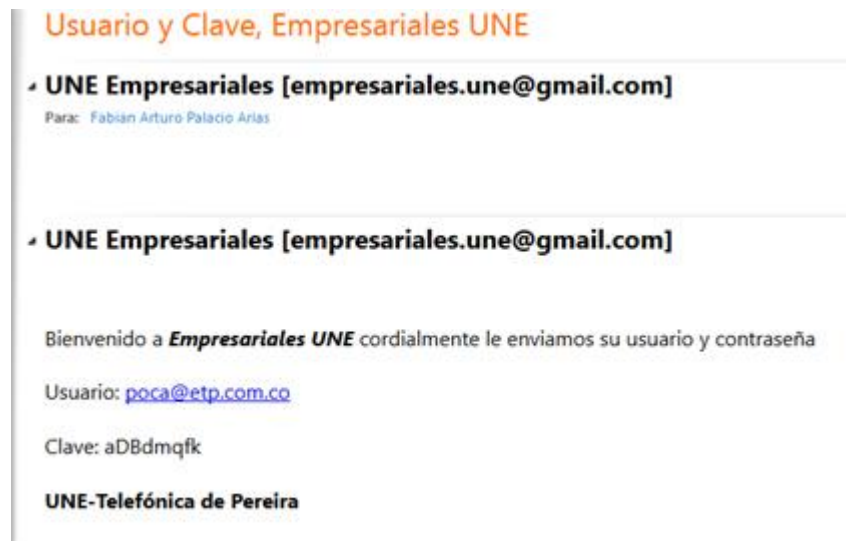 Usuario y Clave, Empresariales UNE
UNE Empresariales [empresariales.une@gmail.com]
Para: Fabian Arturo Palacio Arias
UNE Empresariales [empresariales.une@gmail.com]
Bienvenido a Empresariales UNE cordialmente le enviamos su usuario y contraseña
Usuario: poca@etp.com.co
Clave: aDBdmqfk
UNE-Telefónica de Pereira